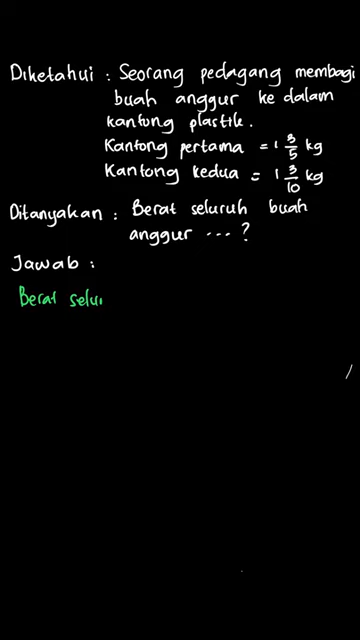 Diketahui : Seorang pedagang membagi
buah anggur ke dalam
kantong plastik.
Kantong pertama = 1 3/5 kg
Kantong kedua = 1 3/10 kg
Ditanyakan : Berat seluruh buah
anggur ... ?
Jawab :
Berat selur